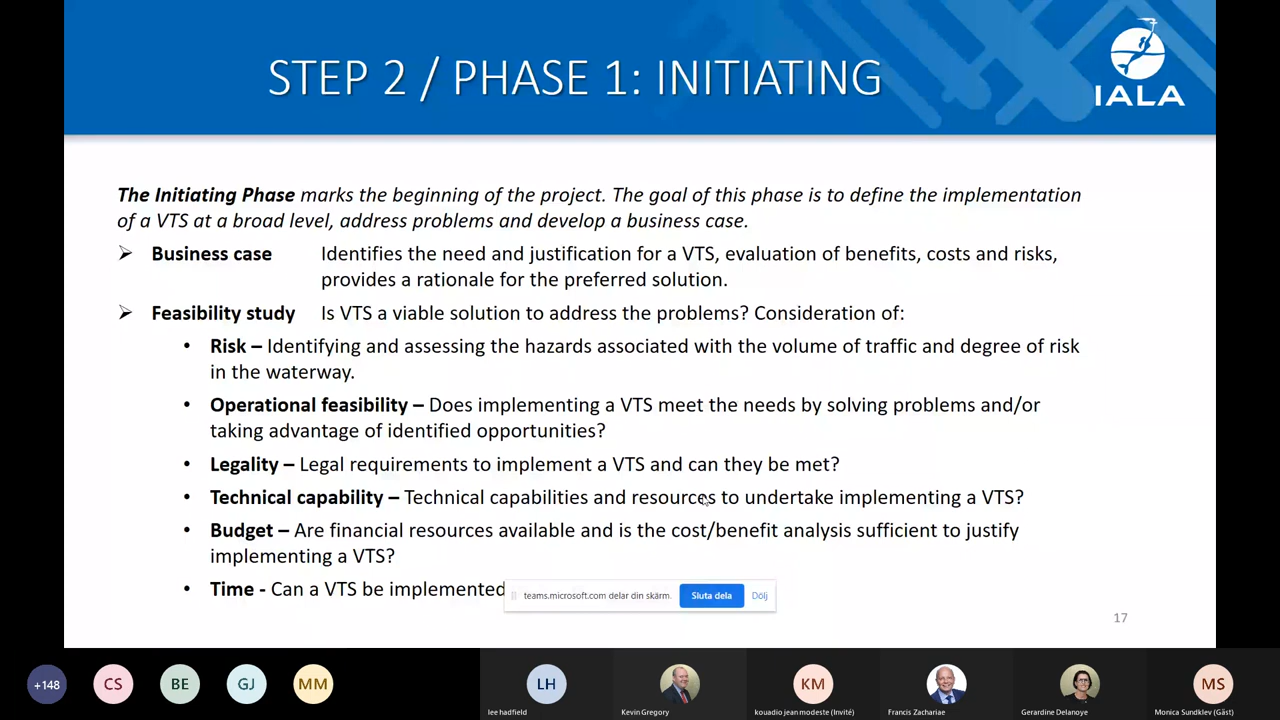 STEP 2 / PHASE 1: INITIATING
IALA
The Initiating Phase marks the beginning of the project. The goal of this phase is to define the implementation
of a VTS at a broad level, address problems and develop a business case.
Business case Identifies the need and justification for a VTS, evaluation of benefits, costs and risks,
provides a rationale for the preferred solution.
Feasibility study Is VTS a viable solution to address the problems? Consideration of:
• Risk – Identifying and assessing the hazards associated with the volume of traffic and degree of risk
in the waterway.
• Operational feasibility – Does implementing a VTS meet the needs by solving problems and/or
taking advantage of identified opportunities?
• Legality – Legal requirements to implement a VTS and can they be met?
• Technical capability – Technical capabilities and resources to undertake implementing a VTS?
• Budget – Are financial resources available and is the cost/benefit analysis sufficient to justify
implementing a VTS?
• Time - Can a VTS be implemented
teams.microsoft.com delar din skärm. Sluta dela Dölj
17
+148 CS BE GJ MM LH KM MS
lee hadfield Kevin Gregory kouadio jean modeste (Invité) Francis Zachariae Gerardine Delanoye Monica Sundklev (Gäst)